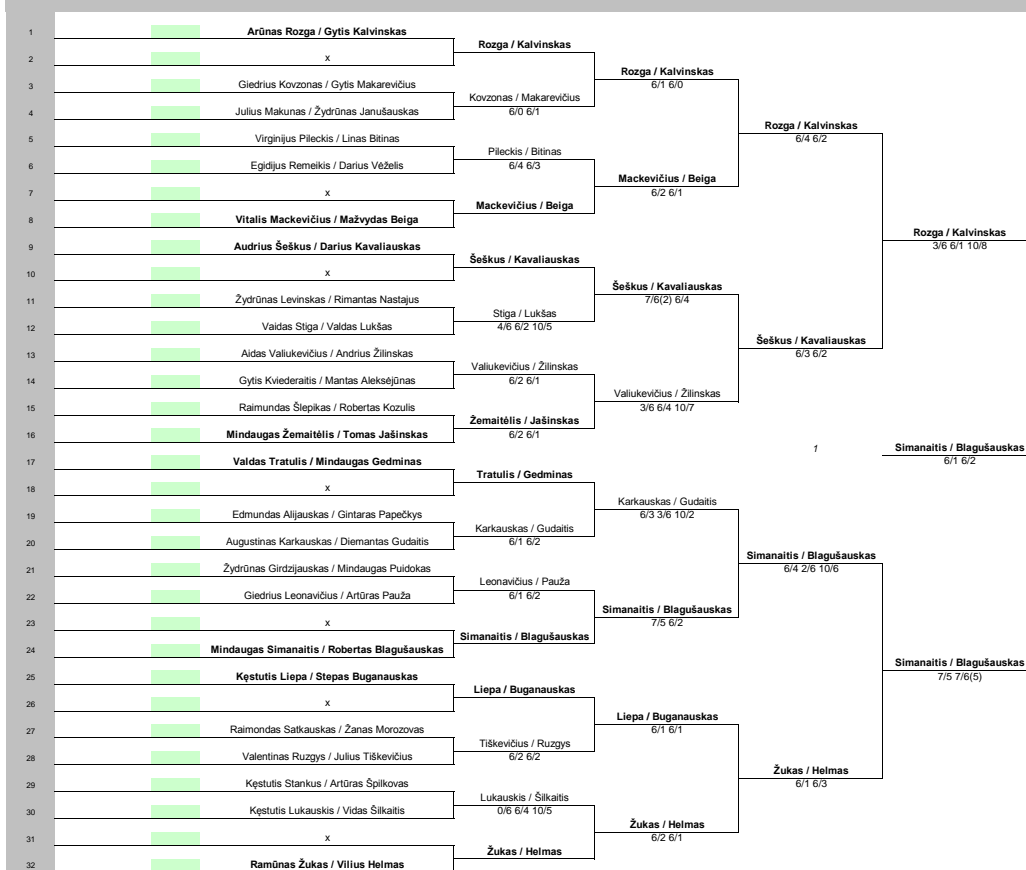 1
Arūnas Rozga / Gytis Kalvinskas
Rozga / Kalvinskas
2
x
Rozga / Kalvinskas
6/1 6/0
3
Giedrius Kovzonas / Gytis Makarevičius
Kovzonas / Makarevičius
6/0 6/1
4
Julius Makunas / Žydrūnas Janušauskas
Rozga / Kalvinskas
6/4 6/2
5
Virginijus Pileckis / Linas Bitinas
Pileckis / Bitinas
6/4 6/3
6
Egidijus Remeikis / Darius Vėželis
Mackevičius / Beiga
6/2 6/1
7
x
Mackevičius / Beiga
8
Vitalis Mackevičius / Mažvydas Beiga
Rozga / Kalvinskas
3/6 6/1 10/8
9
Audrius Šeškus / Darius Kavaliauskas
Šeškus / Kavaliauskas
10
x
Šeškus / Kavaliauskas
7/6(2) 6/4
11
Žydrūnas Levinskas / Rimantas Nastajus
Stiga / Lukšas
4/6 6/2 10/5
12
Vaidas Stiga / Valdas Lukšas
Šeškus / Kavaliauskas
6/3 6/2
13
Aidas Valiukevičius / Andrius Žilinskas
Valiukevičius / Žilinskas
6/2 6/1
14
Gytis Kviederaitis / Mantas Aleksėjūnas
Valiukevičius / Žilinskas
3/6 6/4 10/7
15
Raimundas Šlepikas / Robertas Kozulis
Žemaitėlis / Jašinskas
6/2 6/1
16
Mindaugas Žemaitėlis / Tomas Jašinskas
1
Simanaitis / Blagušauskas
6/1 6/2
17
Valdas Tratulis / Mindaugas Gedminas
Tratulis / Gedminas
18
x
Karkauskas / Gudaitis
6/3 3/6 10/2
19
Edmundas Alijauskas / Gintaras Papečkys
Karkauskas / Gudaitis
6/1 6/2
20
Augustinas Karkauskas / Diemantas Gudaitis
Simanaitis / Blagušauskas
6/4 2/6 10/6
21
Žydrūnas Girdzijauskas / Mindaugas Puidokas
Leonavičius / Pauža
6/1 6/2
22
Giedrius Leonavičius / Artūras Pauža
Simanaitis / Blagušauskas
7/5 6/2
23
x
Simanaitis / Blagušauskas
24
Mindaugas Simanaitis / Robertas Blagušauskas
Simanaitis / Blagušauskas
7/5 7/6(5)
25
Kęstutis Liepa / Stepas Buganauskas
Liepa / Buganauskas
26
x
Liepa / Buganauskas
6/1 6/1
27
Raimondas Satkauskas / Žanas Morozovas
Tiškevičius / Ruzgys
6/2 6/2
28
Valentinas Ruzgys / Julius Tiškevičius
Žukas / Helmas
6/1 6/3
29
Kęstutis Stankus / Artūras Špilkovas
Lukauskis / Šilkaitis
0/6 6/4 10/5
30
Kęstutis Lukauskis / Vidas Šilkaitis
Žukas / Helmas
6/2 6/1
31
x
Žukas / Helmas
32
Ramūnas Žukas / Vilius Helmas